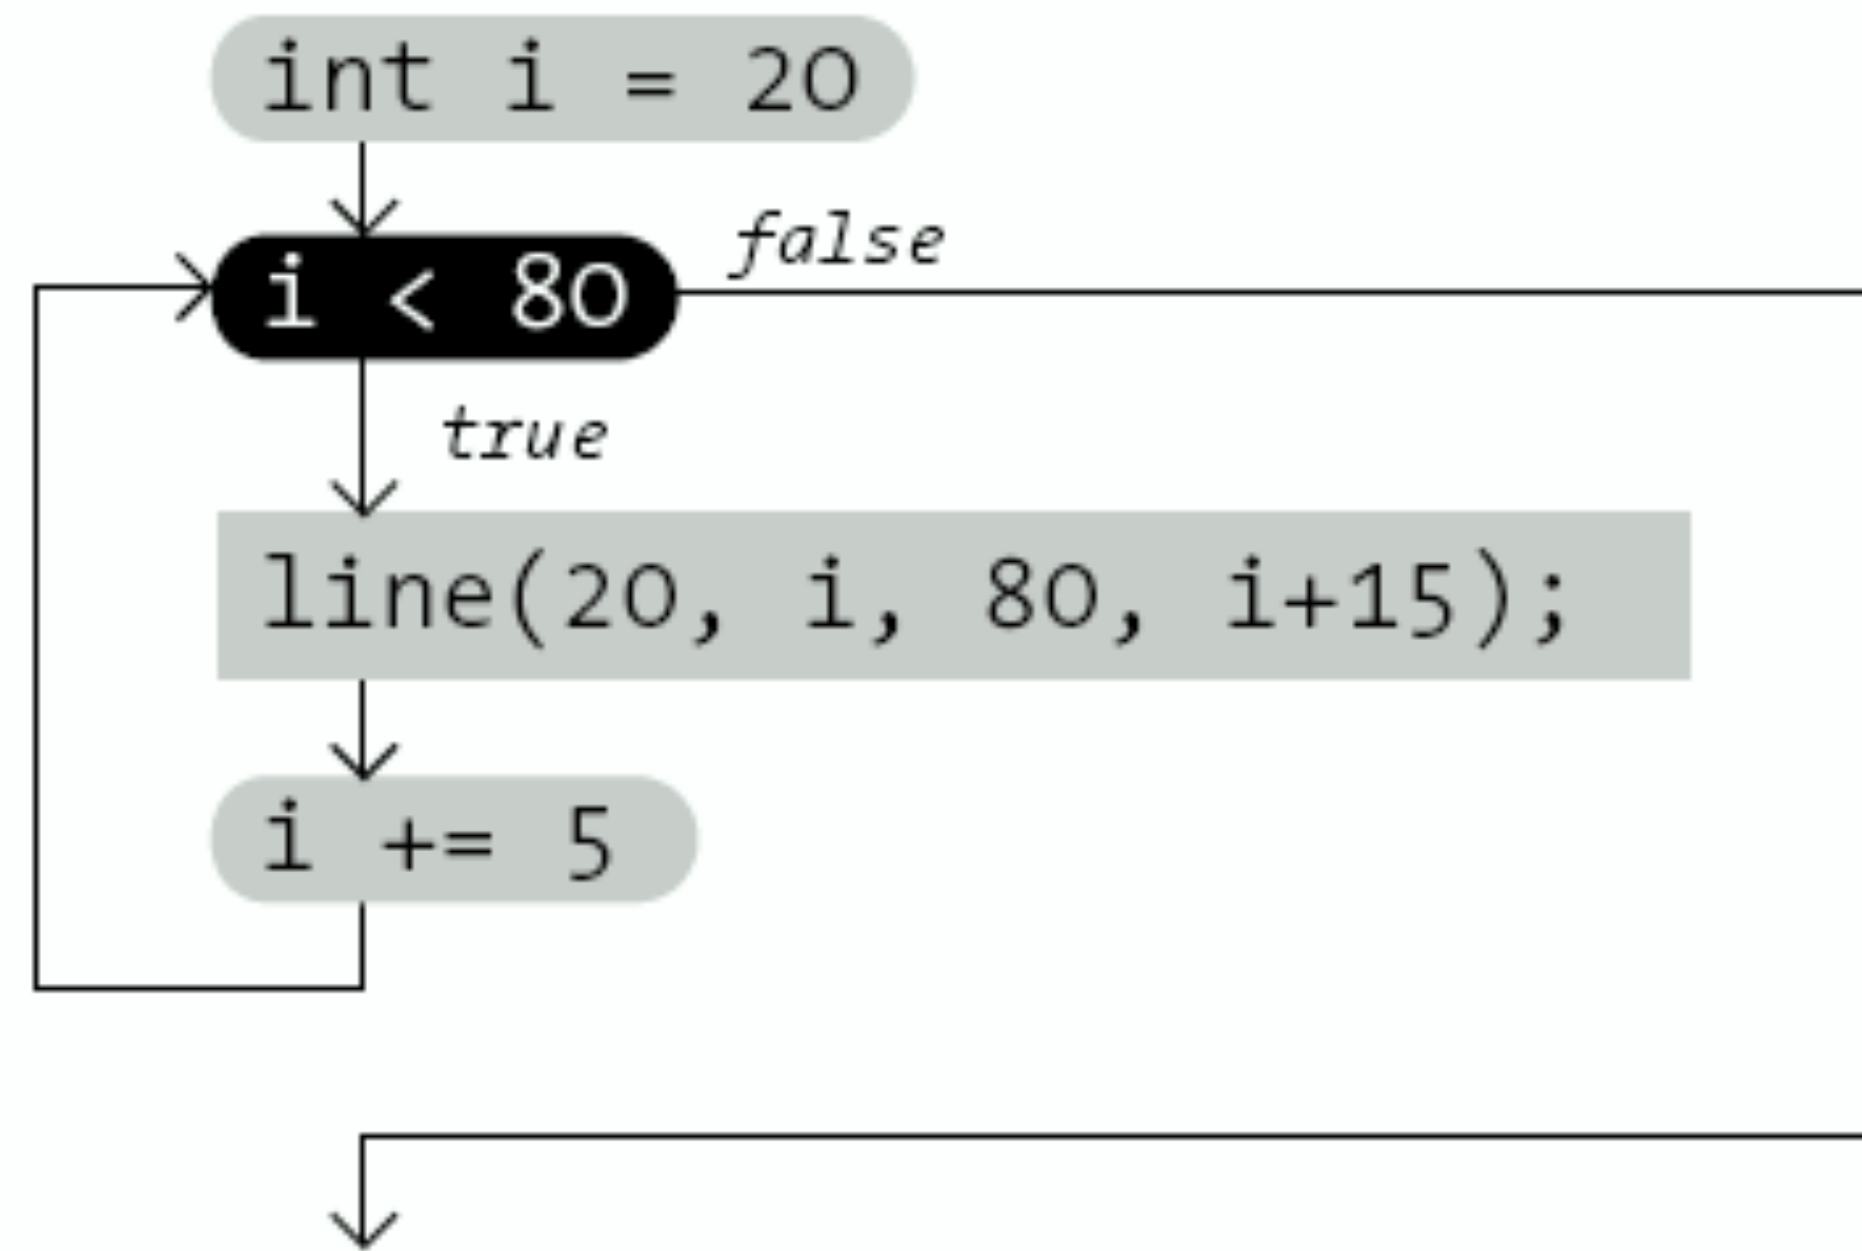 int i = 20
i < 80
false
true
line(20, i, 80, i+15);
i += 5